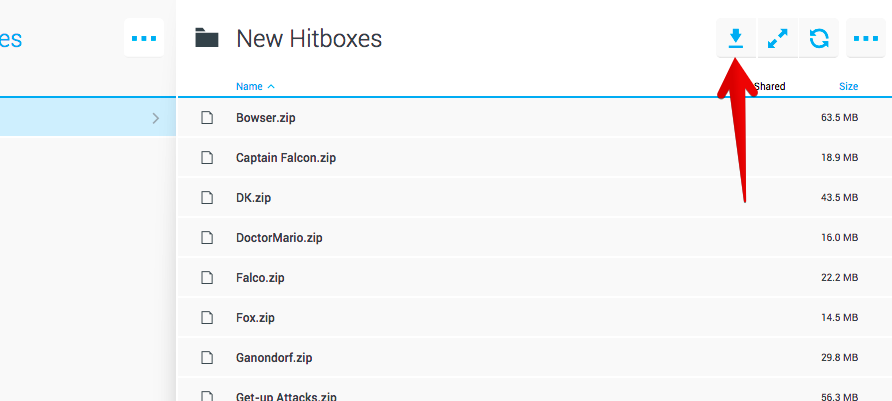 es
New Hitboxes
Name Shared Size
Bowser.zip 63.5 MB
Captain Falcon.zip 18.9 MB
DK.zip 43.5 MB
DoctorMario.zip 16.0 MB
Falco.zip 22.2 MB
Fox.zip 14.5 MB
Ganondorf.zip 29.8 MB
Get-up Attacks.zip 56.3 MB